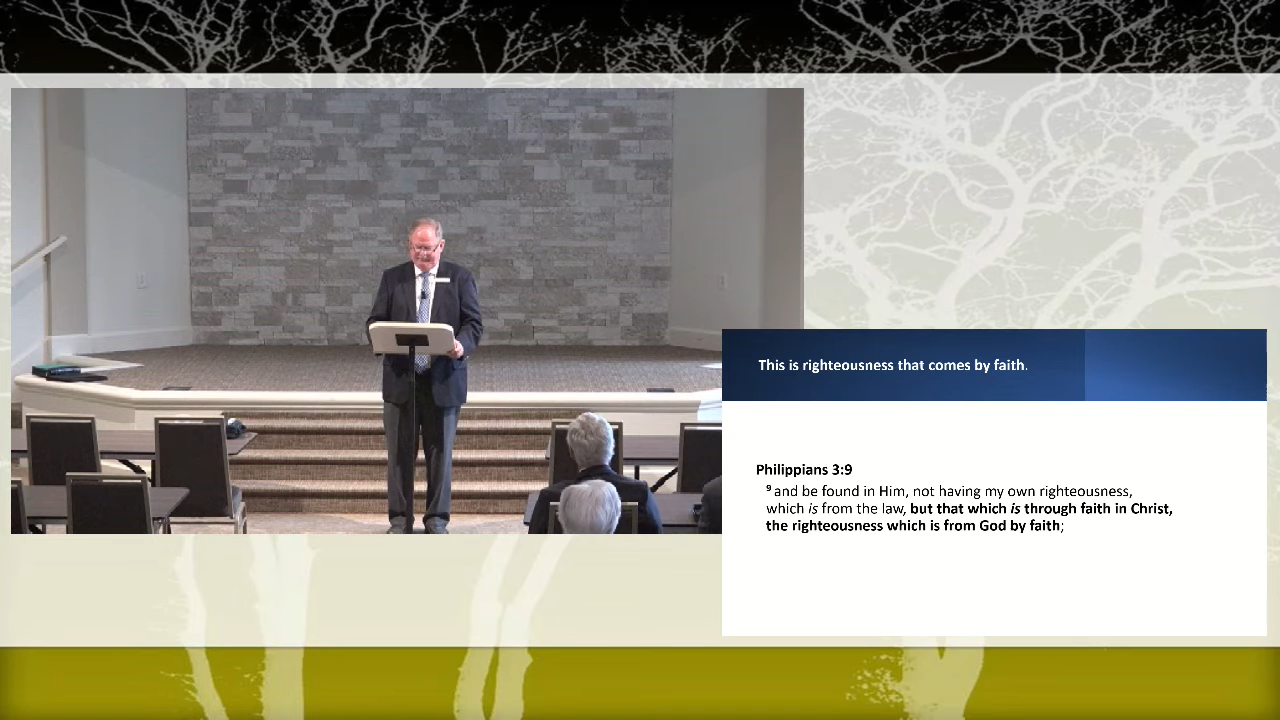 This is righteousness that comes by faith.
Philippians 3:9
9 and be found in Him, not having my own righteousness,
which is from the law, but that which is through faith in Christ,
the righteousness which is from God by faith;